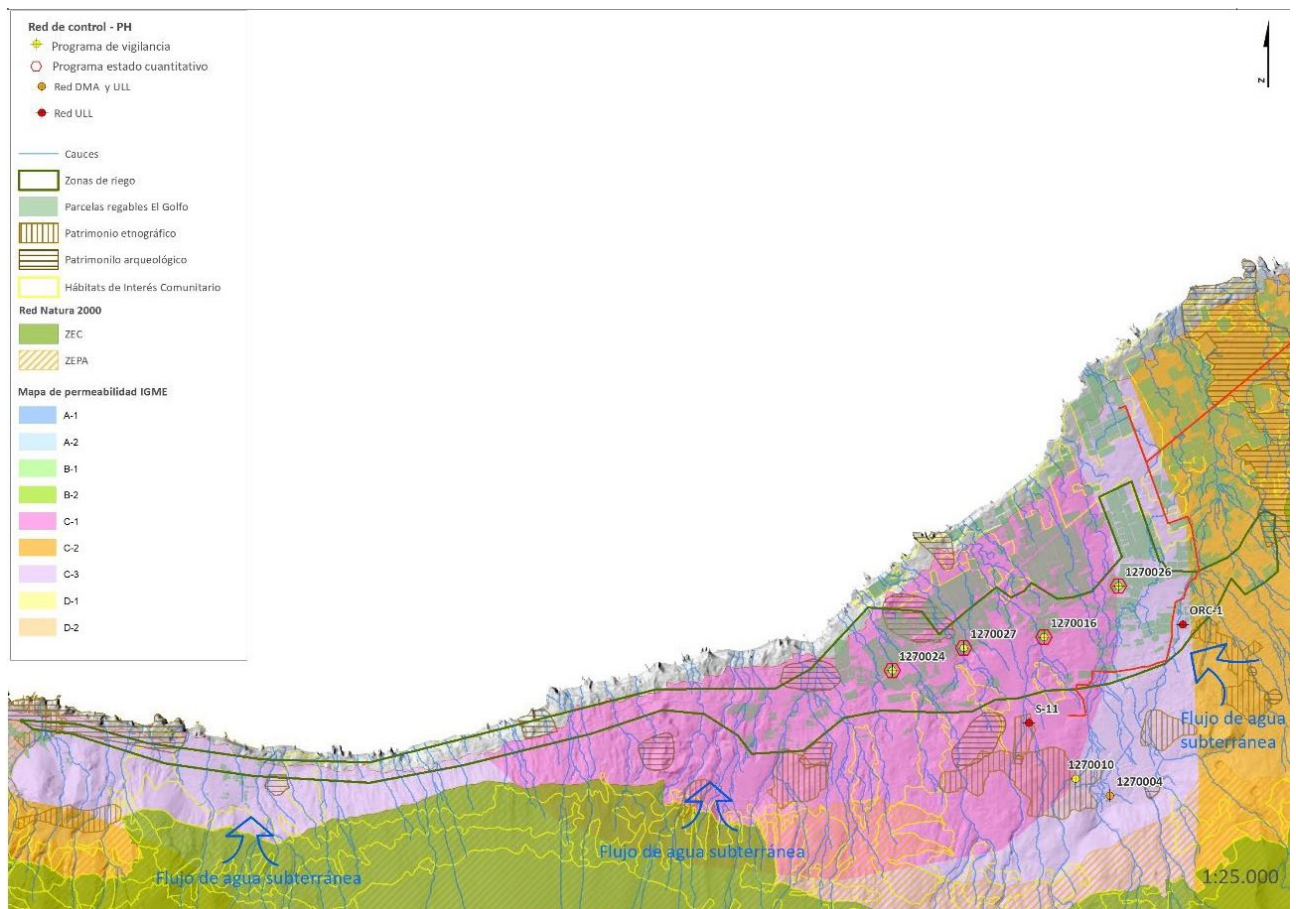 Red de control - PH
Programa de vigilancia
Programa estado cuantitativo
Red DMA y ULL
Red ULL
Cauces
Zonas de riego
Parcelas regables El Golfo
Patrimonio etnográfico
Patrimonilo arqueológico
Hábitats de Interés Comunitario
Red Natura 2000
ZEC
ZEPA
Mapa de permeabilidad IGME
A-1
A-2
B-1
B-2
C-1
C-2
C-3
D-1
D-2
N
1270026
ORC-1
1270016
1270027
1270024
S-11
Flujo de agua
subterránea
1270010
1270004
Flujo de agua subterránea
Flujo de agua subterránea
1:25.000